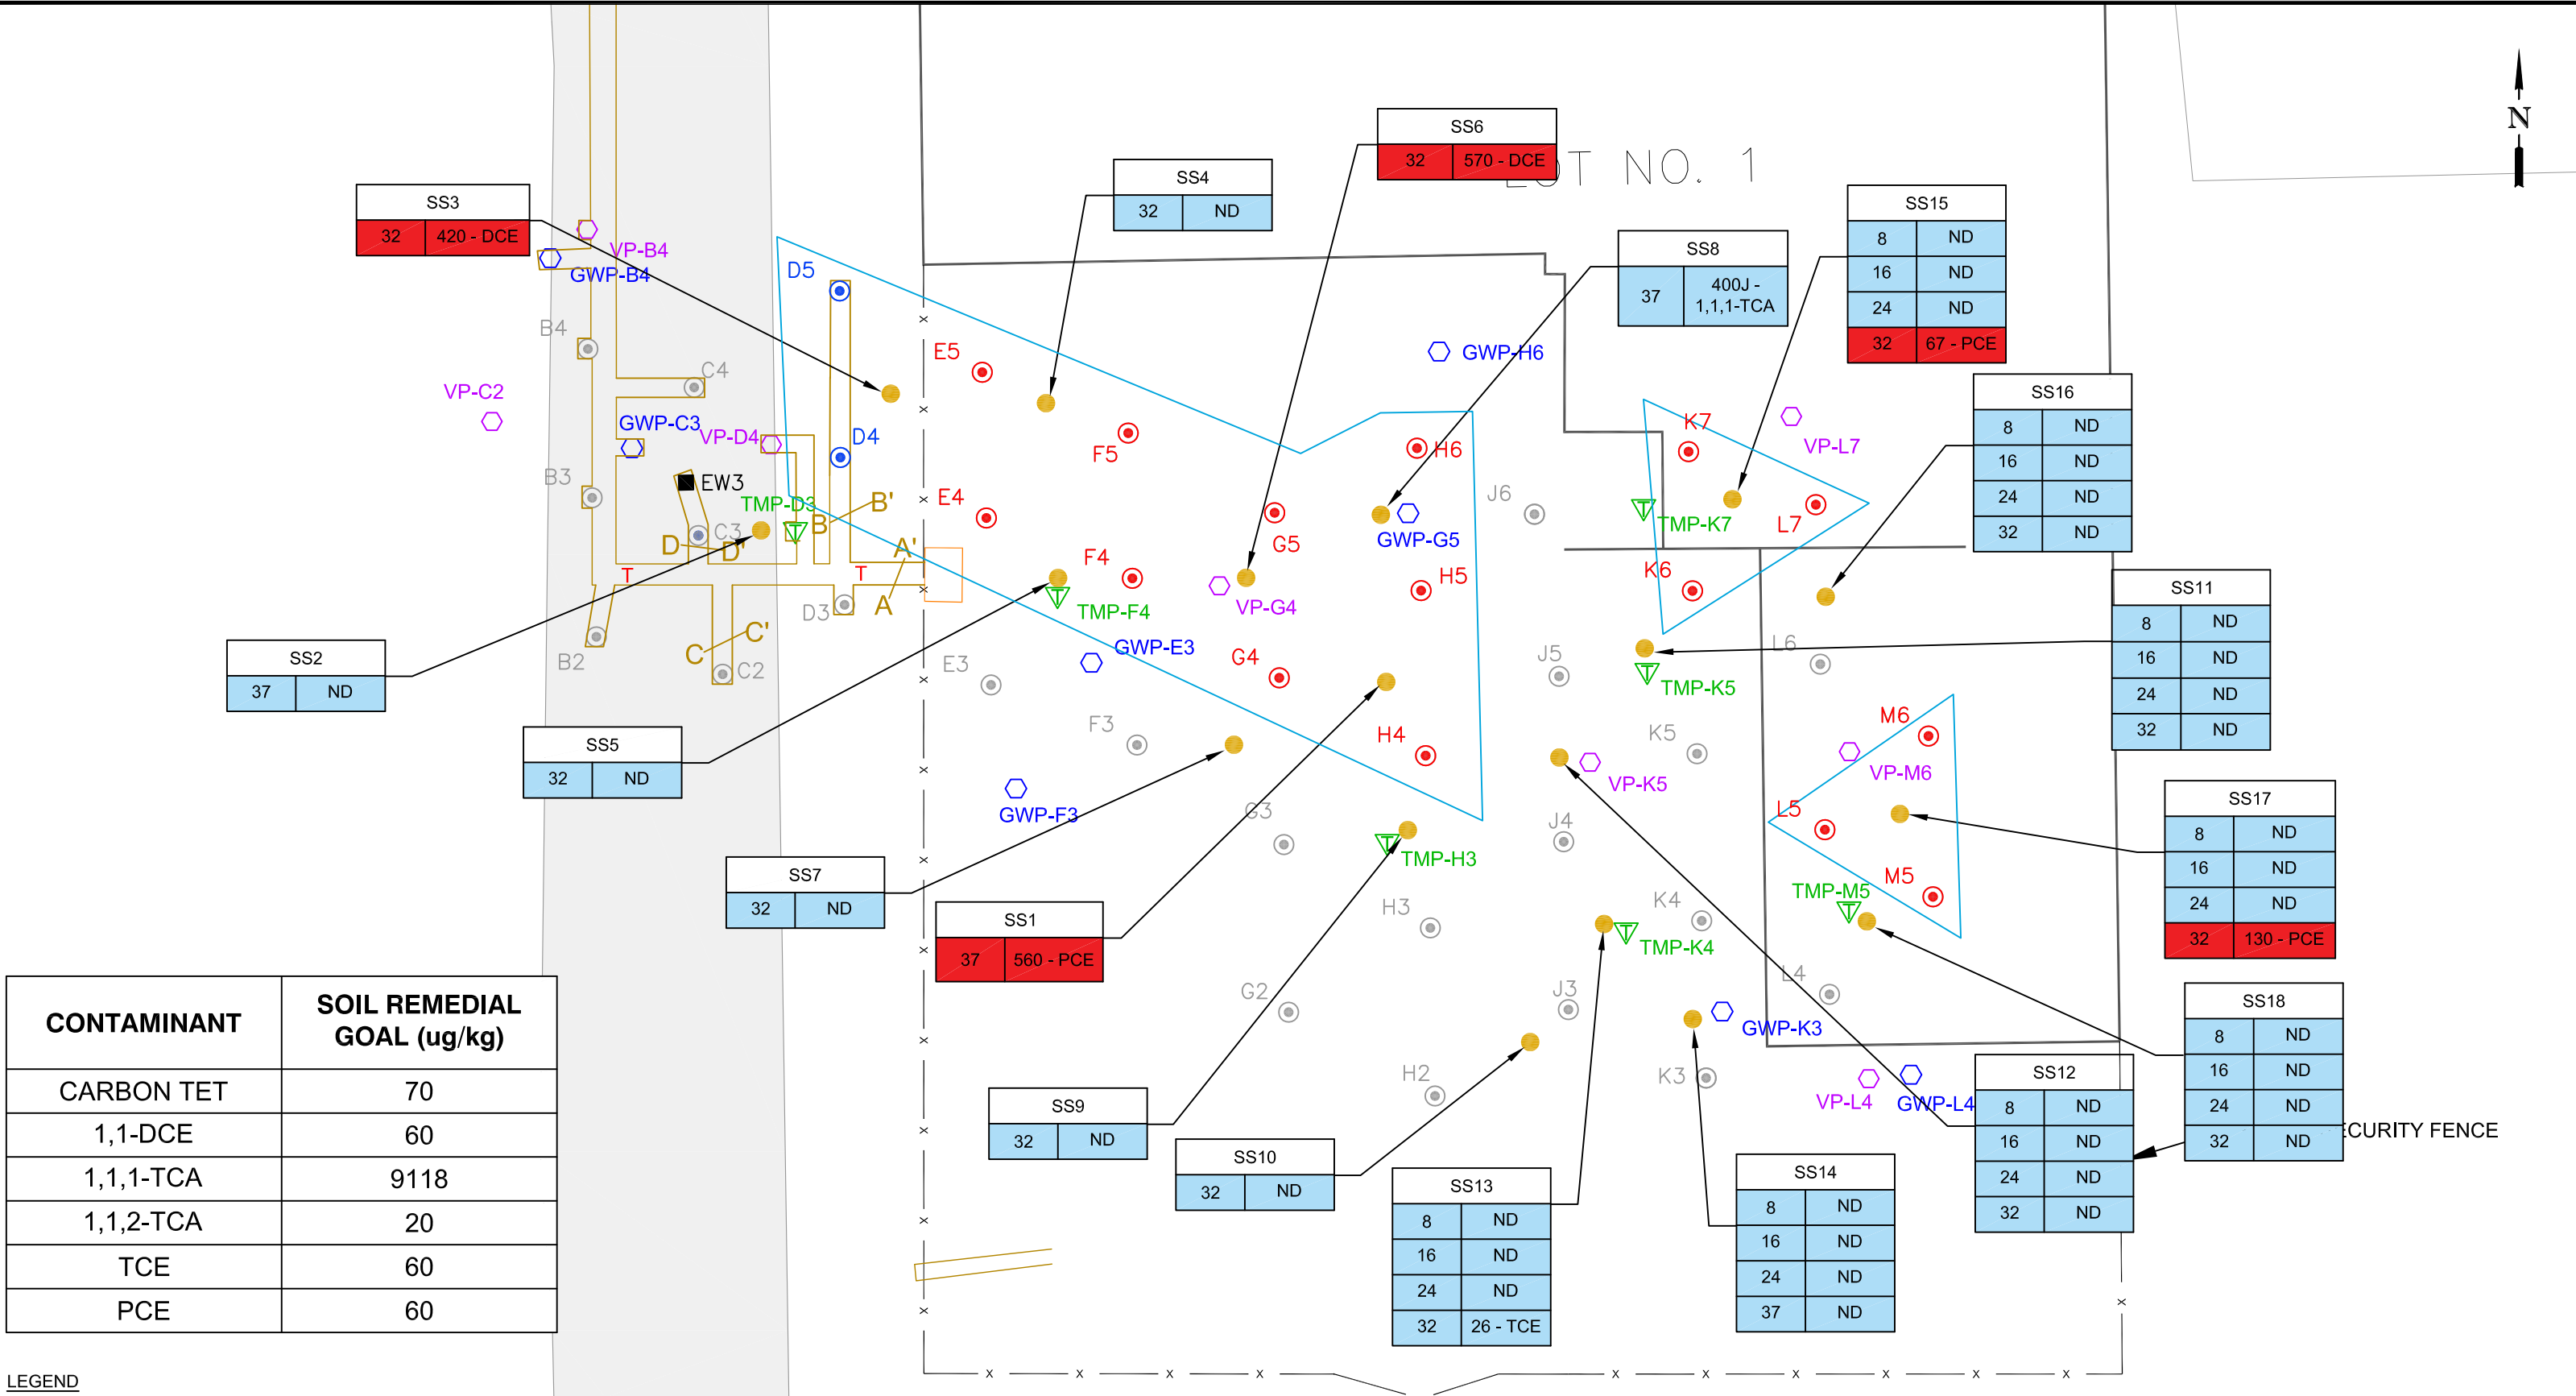 N
SS6
32 570 - DCE
T NO. 1
SS4
32 ND
SS3
32 420 - DCE
SS15
8 ND
16 ND
24 ND
32 67 - PCE
SS8
37 400J -
1,1,1-TCA
VP-B4
GWP-B4
D5
B4
E5
GWP-H6
C4
VP-C2
SS16
8 ND
16 ND
24 ND
32 ND
GWP-C3
VP-D4
D4
F5
H6
K7
VP-L7
B3
EW3
TMP-D3
B
B'
E4
G5
GWP-G5
J6
TMP-K7
L7
C3
D
D'
A'
T
T
F4
H5
K6
SS11
8 ND
16 ND
24 ND
32 ND
D3
A
TMP-F4
VP-G4
C
C'
GWP-E3
B2
C2
E3
G4
J5
L6
TMP-K5
SS2
37 ND
F3
H4
K5
M6
SS5
32 ND
VP-K5
VP-M6
GWP-F3
G3
J4
L5
SS17
8 ND
16 ND
24 ND
32 130 - PCE
TMP-H3
SS7
32 ND
M5
TMP-M5
SS1
37 560 - PCE
H3
K4
TMP-K4
L4
G2
J3
GWP-K3
SS18
8 ND
16 ND
24 ND
32 ND
CONTAMINANT SOIL REMEDIAL
GOAL (ug/kg)
CARBON TET 70
1,1-DCE 60
1,1,1-TCA 9118
1,1,2-TCA 20
TCE 60
PCE 60
H2
K3
VP-L4
GWP-L4
SS12
8 ND
16 ND
24 ND
32 ND
ECURITY FENCE
SS9
32 ND
SS10
32 ND
SS13
8 ND
16 ND
24 ND
32 26 - TCE
SS14
8 ND
16 ND
24 ND
37 ND
LEGEND